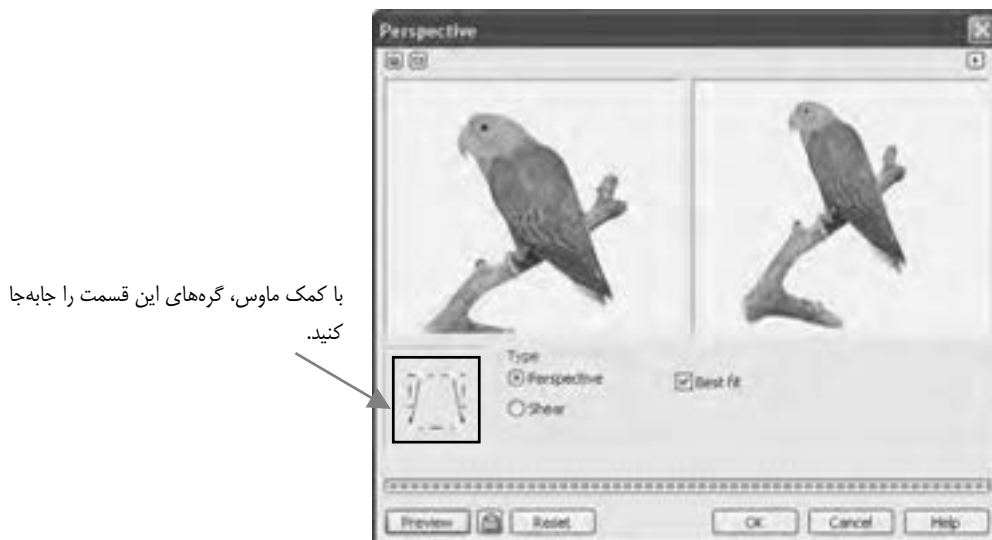 Perspective
با کمک ماوس، گره‌های این قسمت را جابه‌جا
کنید.
Type
Perspective
Best fit
Shear
Preview
Reset
OK
Cancel
Help